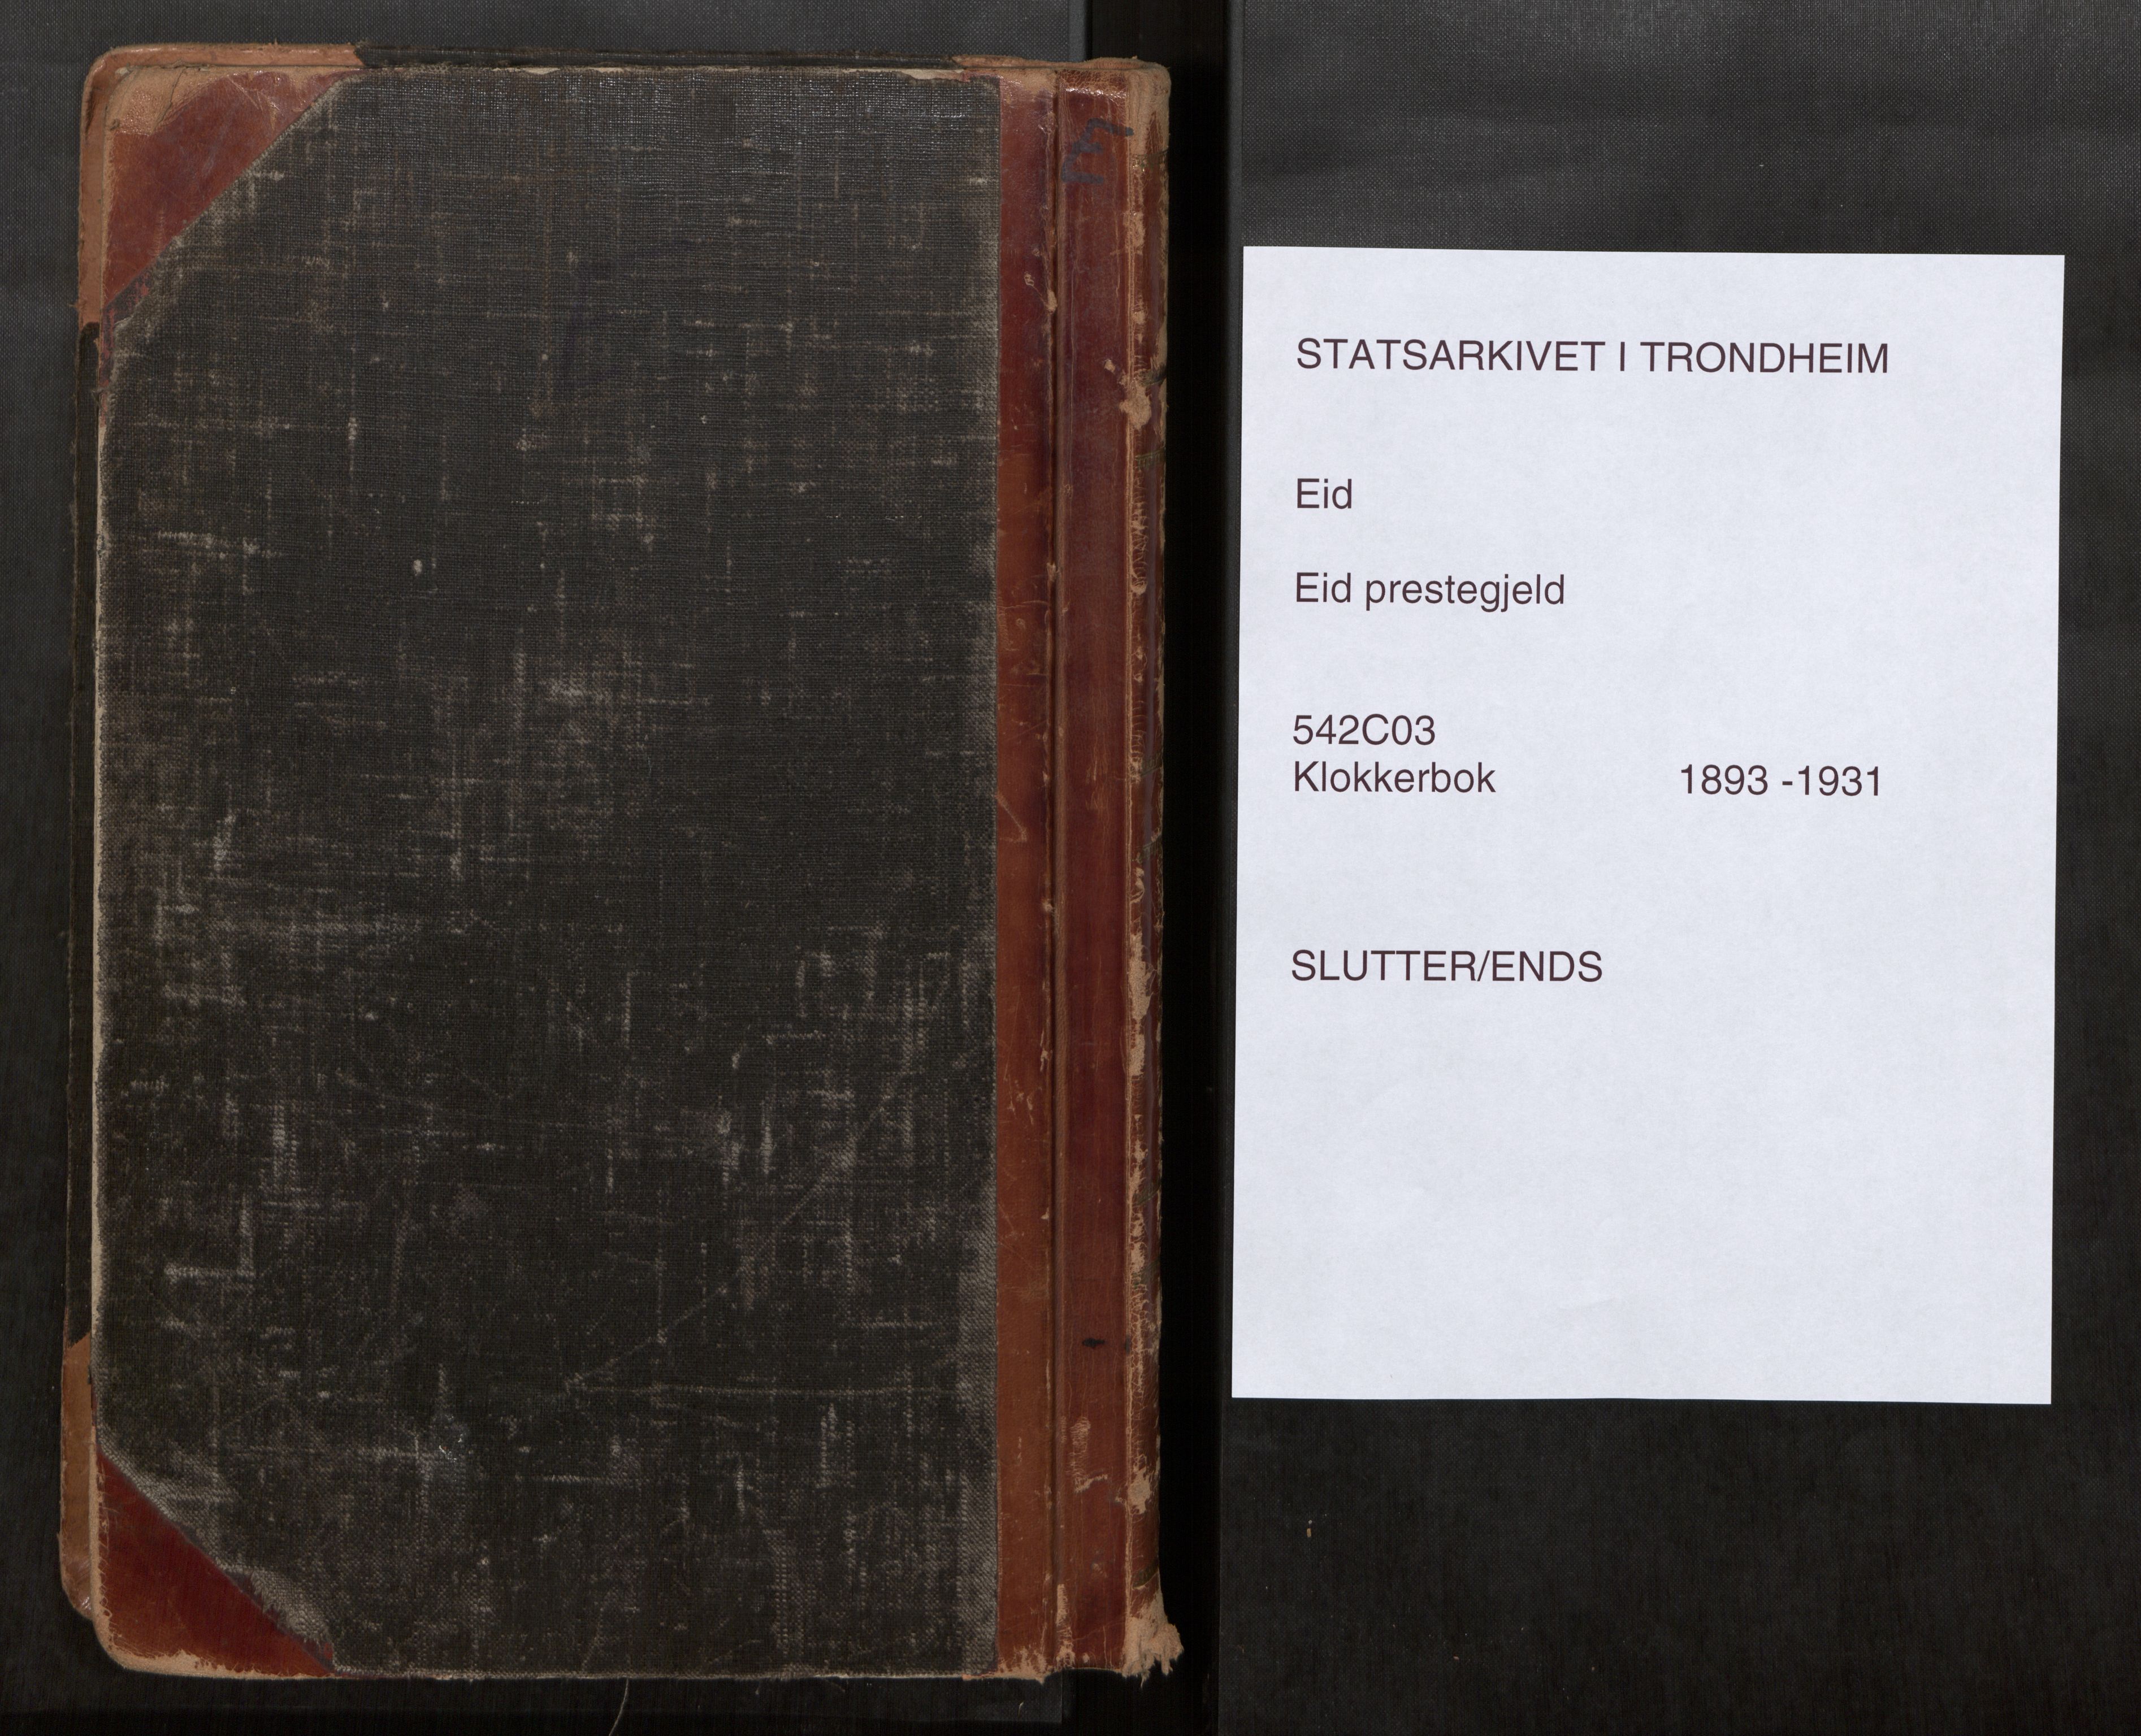 STATSARKIVET I TRONDHEIM
Eid
Eid prestegjeld
542C03
Klokkerbok 1893 -1931
SLUTTER/ENDS